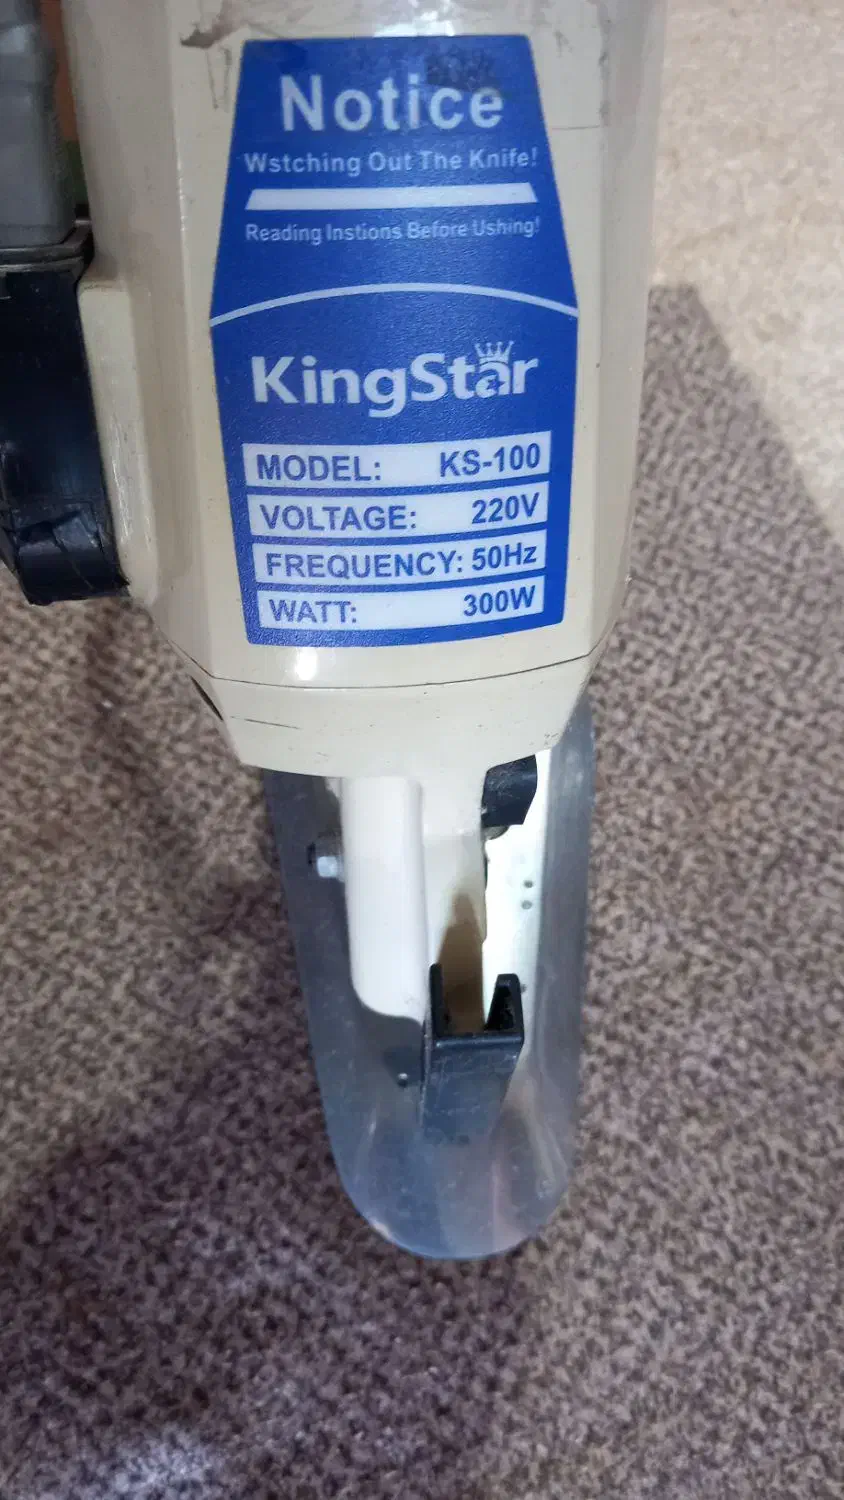 Notice
Wstching Out The Knife!
Reading Instions Before Ushing!
KingStar
MODEL: KS-100
VOLTAGE: 220V
FREQUENCY: 50Hz
WATT: 300W